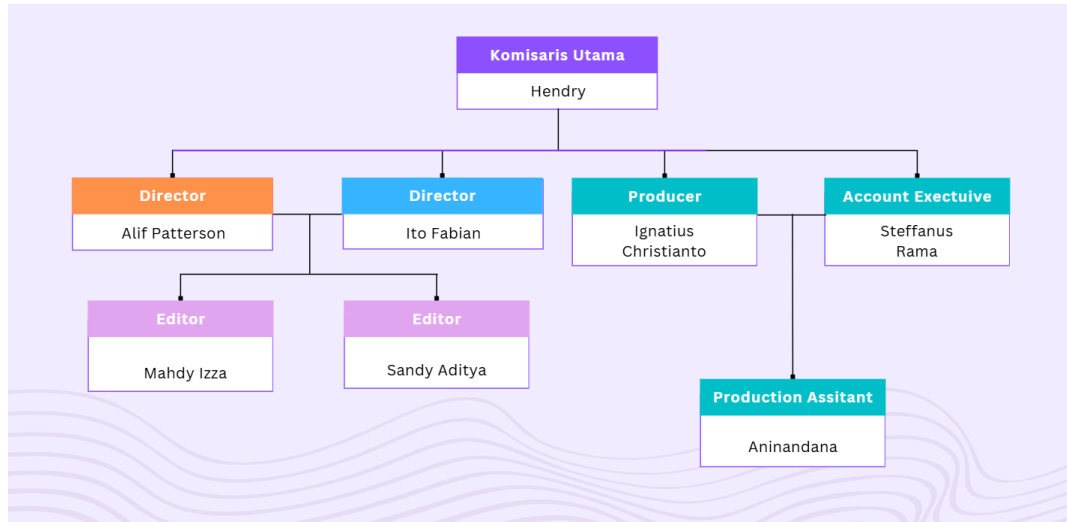 Komisaris Utama
Hendry
Director
Alif Patterson
Director
Ito Fabian
Producer
Ignatius
Christianto
Account Exectuive
Steffanus
Rama
Editor
Mahdy Izza
Editor
Sandy Aditya
Production Assitant
Aninandana